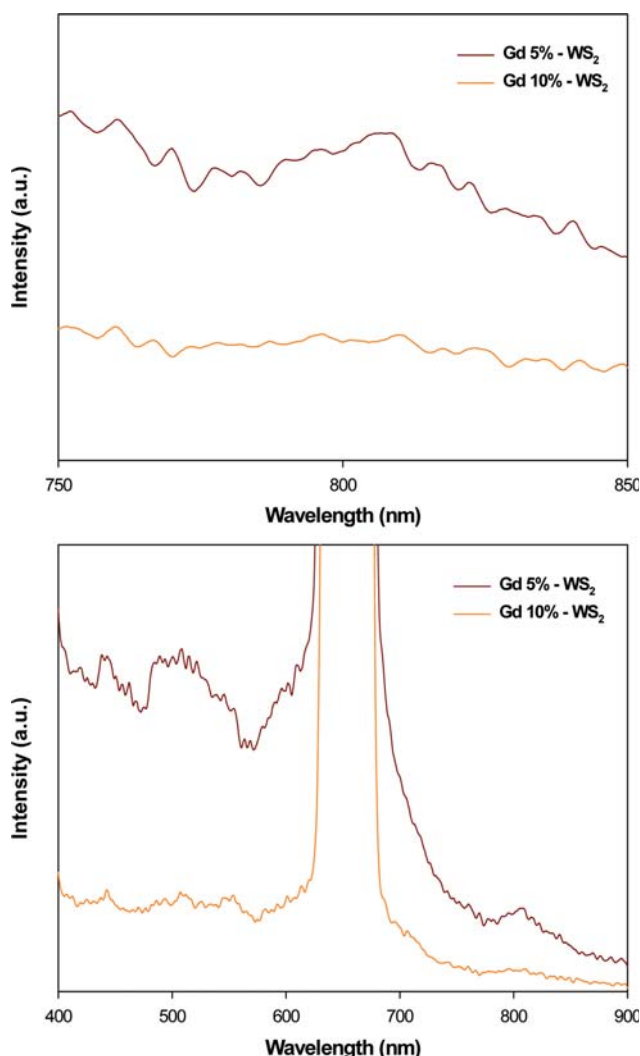 Gd 5% - WS₂
Gd 10% - WS₂
Intensity (a.u.)
750 800 850
Wavelength (nm)
Gd 5% - WS₂
Gd 10% - WS₂
Intensity (a.u.)
400 500 600 700 800 900
Wavelength (nm)